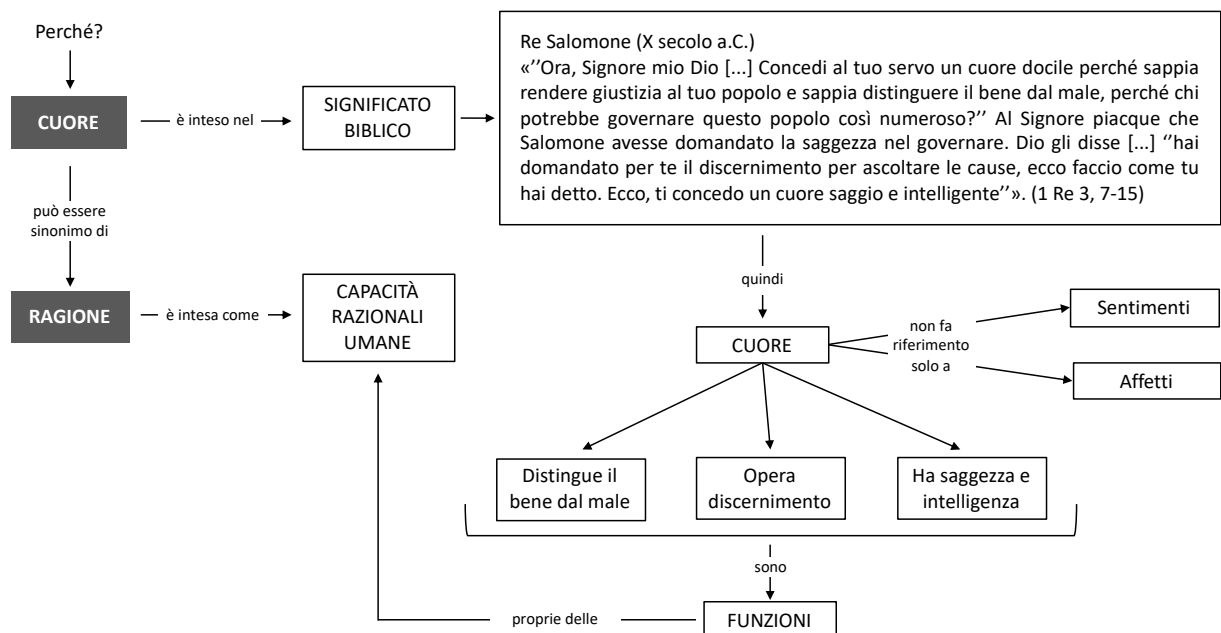 Perché?
CUORE
è inteso nel
SIGNIFICATO
BIBLICO
Re Salomone (X secolo a.C.)
«’’Ora, Signore mio Dio [...] Concedi al tuo servo un cuore docile perché sappia
rendere giustizia al tuo popolo e sappia distinguere il bene dal male, perché chi
potrebbe governare questo popolo così numeroso?’’ Al Signore piacque che
Salomone avesse domandato la saggezza nel governare. Dio gli disse [...] ‘’hai
domandato per te il discernimento per ascoltare le cause, ecco faccio come tu
hai detto. Ecco, ti concedo un cuore saggio e intelligente’’». (1 Re 3, 7-15)
può essere
sinonimo di
RAGIONE
è intesa come
CAPACITÀ
RAZIONALI
UMANE
quindi
CUORE
non fa
riferimento
solo a
Sentimenti
Affetti
Distingue il
bene dal male
Opera
discernimento
Ha saggezza e
intelligenza
sono
FUNZIONI
proprie delle